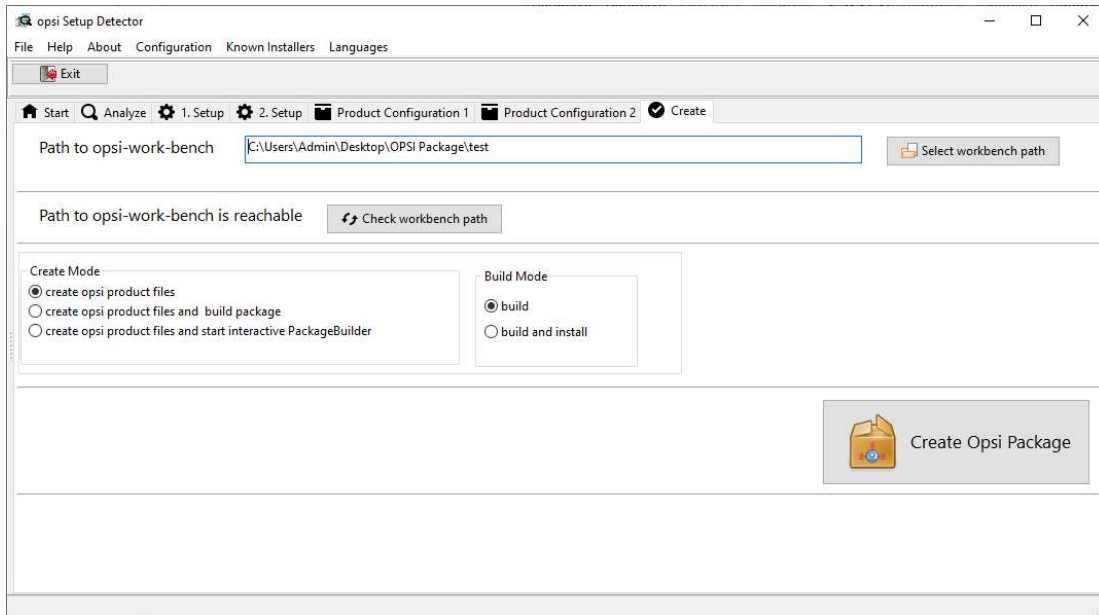 opsi Setup Detector
File Help About Configuration Known Installers Languages
Exit
Start Analyze 1. Setup 2. Setup Product Configuration 1 Product Configuration 2 Create
Path to opsi-work-bench C:\Users\Admin\Desktop\OPSI Package\test Select workbench path
Path to opsi-work-bench is reachable Check workbench path
Create Mode
create opsi product files
create opsi product files and build package
create opsi product files and start interactive PackageBuilder
Build Mode
build
build and install
Create Opsi Package